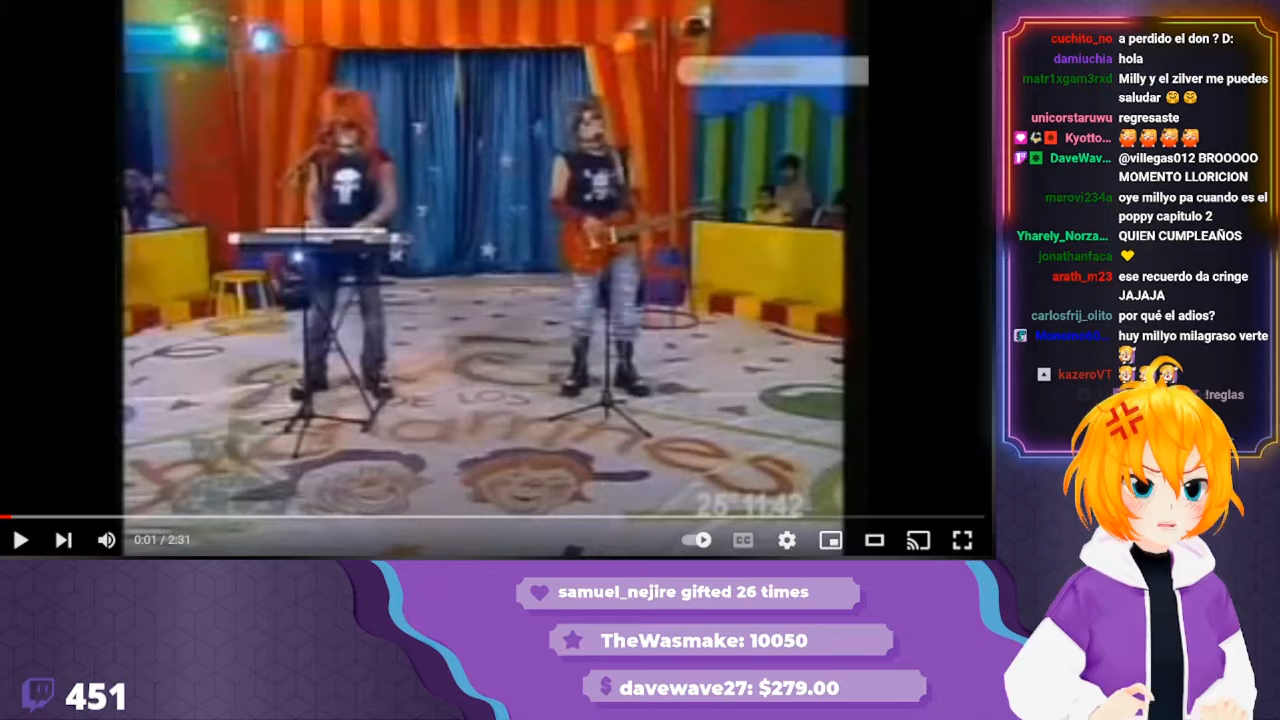 cuchito_no a perdido el don ? D:
damiuchia hola
matr1xgam3rxd Milly y el zilver me puedes
saludar
unicorstaruwu regresaste
Kyotto...
DaveWav... @villegas012 BROOOOO
MOMENTO LLORICION
marovi234a oye millyo pa cuando es el
poppy capitulo 2
Yharely_Norza... QUIEN CUMPLEAÑOS
jonathanfaca
arath_m23 ese recuerdo da cringe
JAJAJA
carlosfrij_olito por qué el adios?
huy millyo milagraso verte
kazeroVT
!reglas
DE LOS
25° 11:42
0:01 / 2:31
CC
samuel_nejire gifted 26 times
TheWasmake: 10050
davewave27: $279.00
451